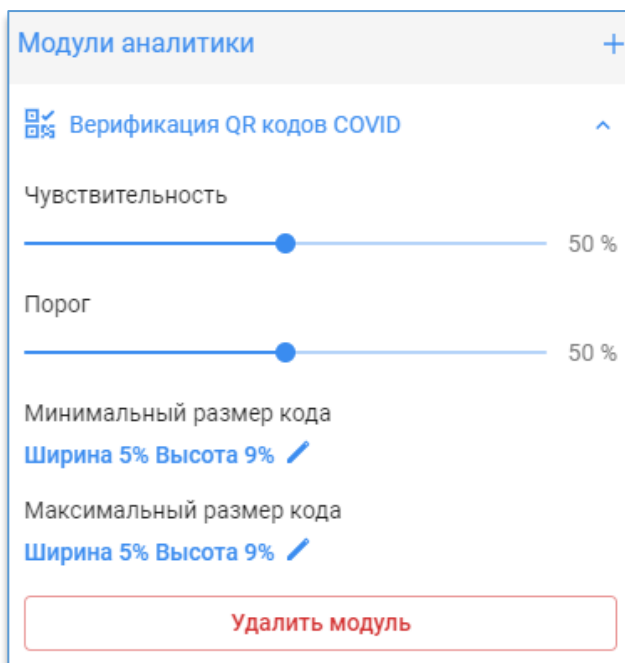 Модули аналитики
Верификация QR кодов COVID
Чувствительность
50 %
Порог
50 %
Минимальный размер кода
Ширина 5% Высота 9%
Максимальный размер кода
Ширина 5% Высота 9%
Удалить модуль